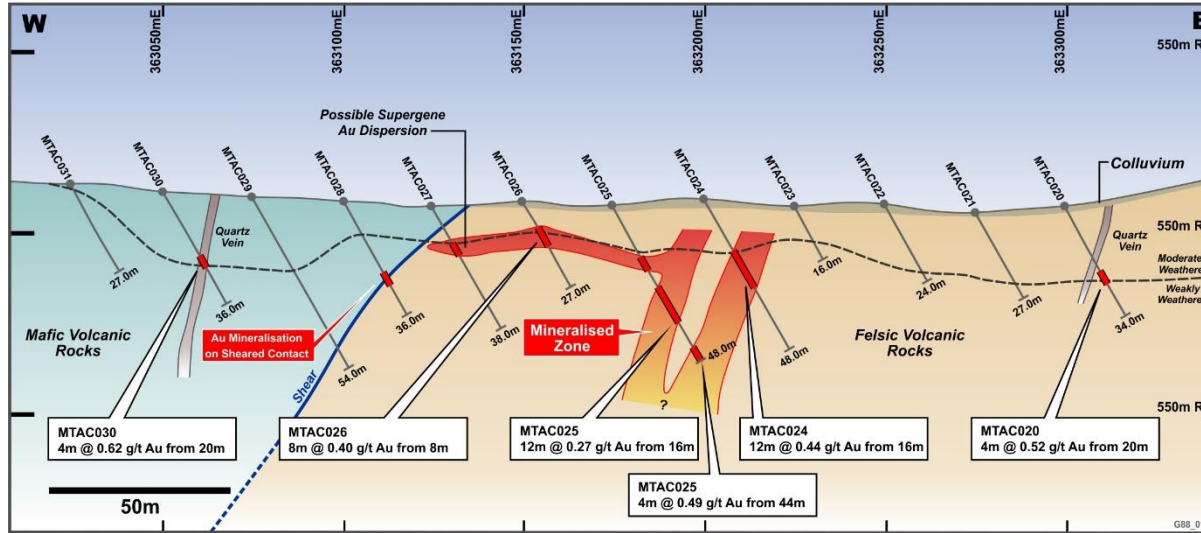 W
E
363050mE
363100mE
363150mE
363200mE
363250mE
363300mE
550m R
550m R
550m R
Possible Supergene
Au Dispersion
Colluvium
MTAC031
MTAC030
MTAC029
MTAC028
MTAC027
MTAC026
MTAC025
MTAC024
MTAC023
MTAC022
MTAC021
MTAC020
Quartz
Vein
Quartz
Vein
Moderate
Weathere
Weakly
Weathere
27.0m
36.0m
54.0m
36.0m
38.0m
27.0m
48.0m
48.0m
16.0m
24.0m
27.0m
34.0m
Mafic Volcanic
Rocks
Au Mineralisation
on Sheared Contact
Mineralised
Zone
Felsic Volcanic
Rocks
Shear
?
MTAC030
4m @ 0.62 g/t Au from 20m
MTAC026
8m @ 0.40 g/t Au from 8m
MTAC025
12m @ 0.27 g/t Au from 16m
MTAC024
12m @ 0.44 g/t Au from 16m
MTAC020
4m @ 0.52 g/t Au from 20m
MTAC025
4m @ 0.49 g/t Au from 44m
50m